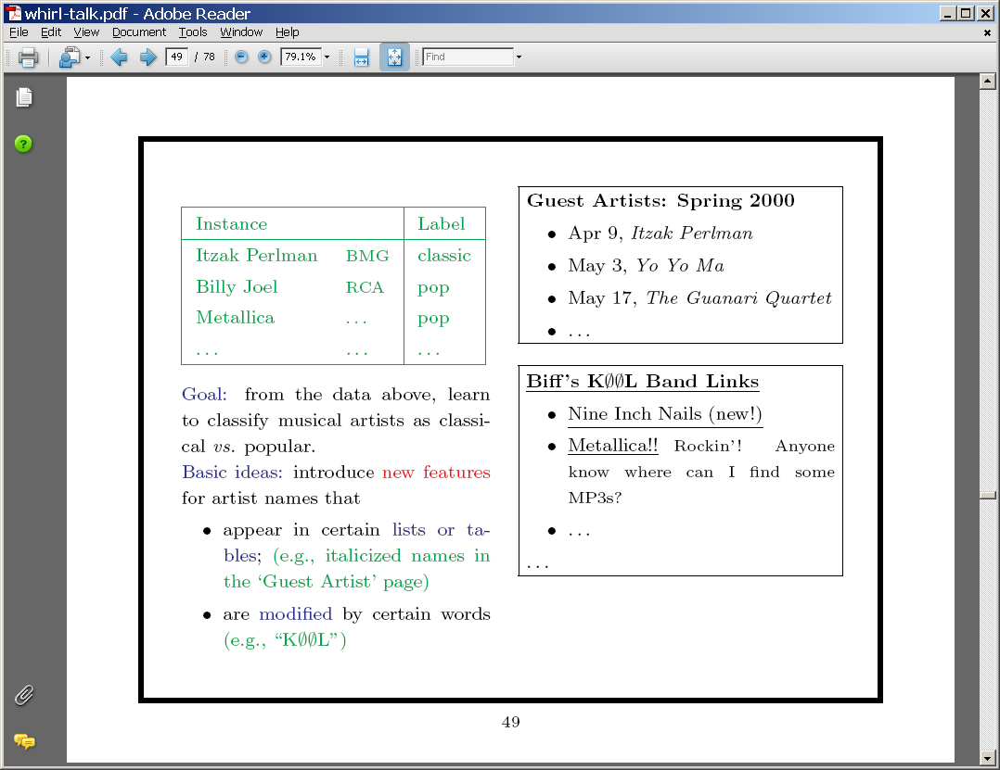 whirl-talk.pdf - Adobe Reader
File Edit View Document Tools Window Help
49 / 78 79.1% Find
Instance Label
Itzak Perlman BMG classic
Billy Joel RCA pop
Metallica ... pop
... ... ...
Goal: from the data above, learn
to classify musical artists as classi-
cal vs. popular.
Basic ideas: introduce new features
for artist names that
• appear in certain lists or ta-
bles; (e.g., italicized names in
the ‘Guest Artist’ page)
• are modified by certain words
(e.g., “K∅∅L”)
Guest Artists: Spring 2000
• Apr 9, Itzak Perlman
• May 3, Yo Yo Ma
• May 17, The Guanari Quartet
• ...
Biff’s K∅∅L Band Links
• Nine Inch Nails (new!)
• Metallica!! Rockin’! Anyone
know where can I find some
MP3s?
• ...
...
49